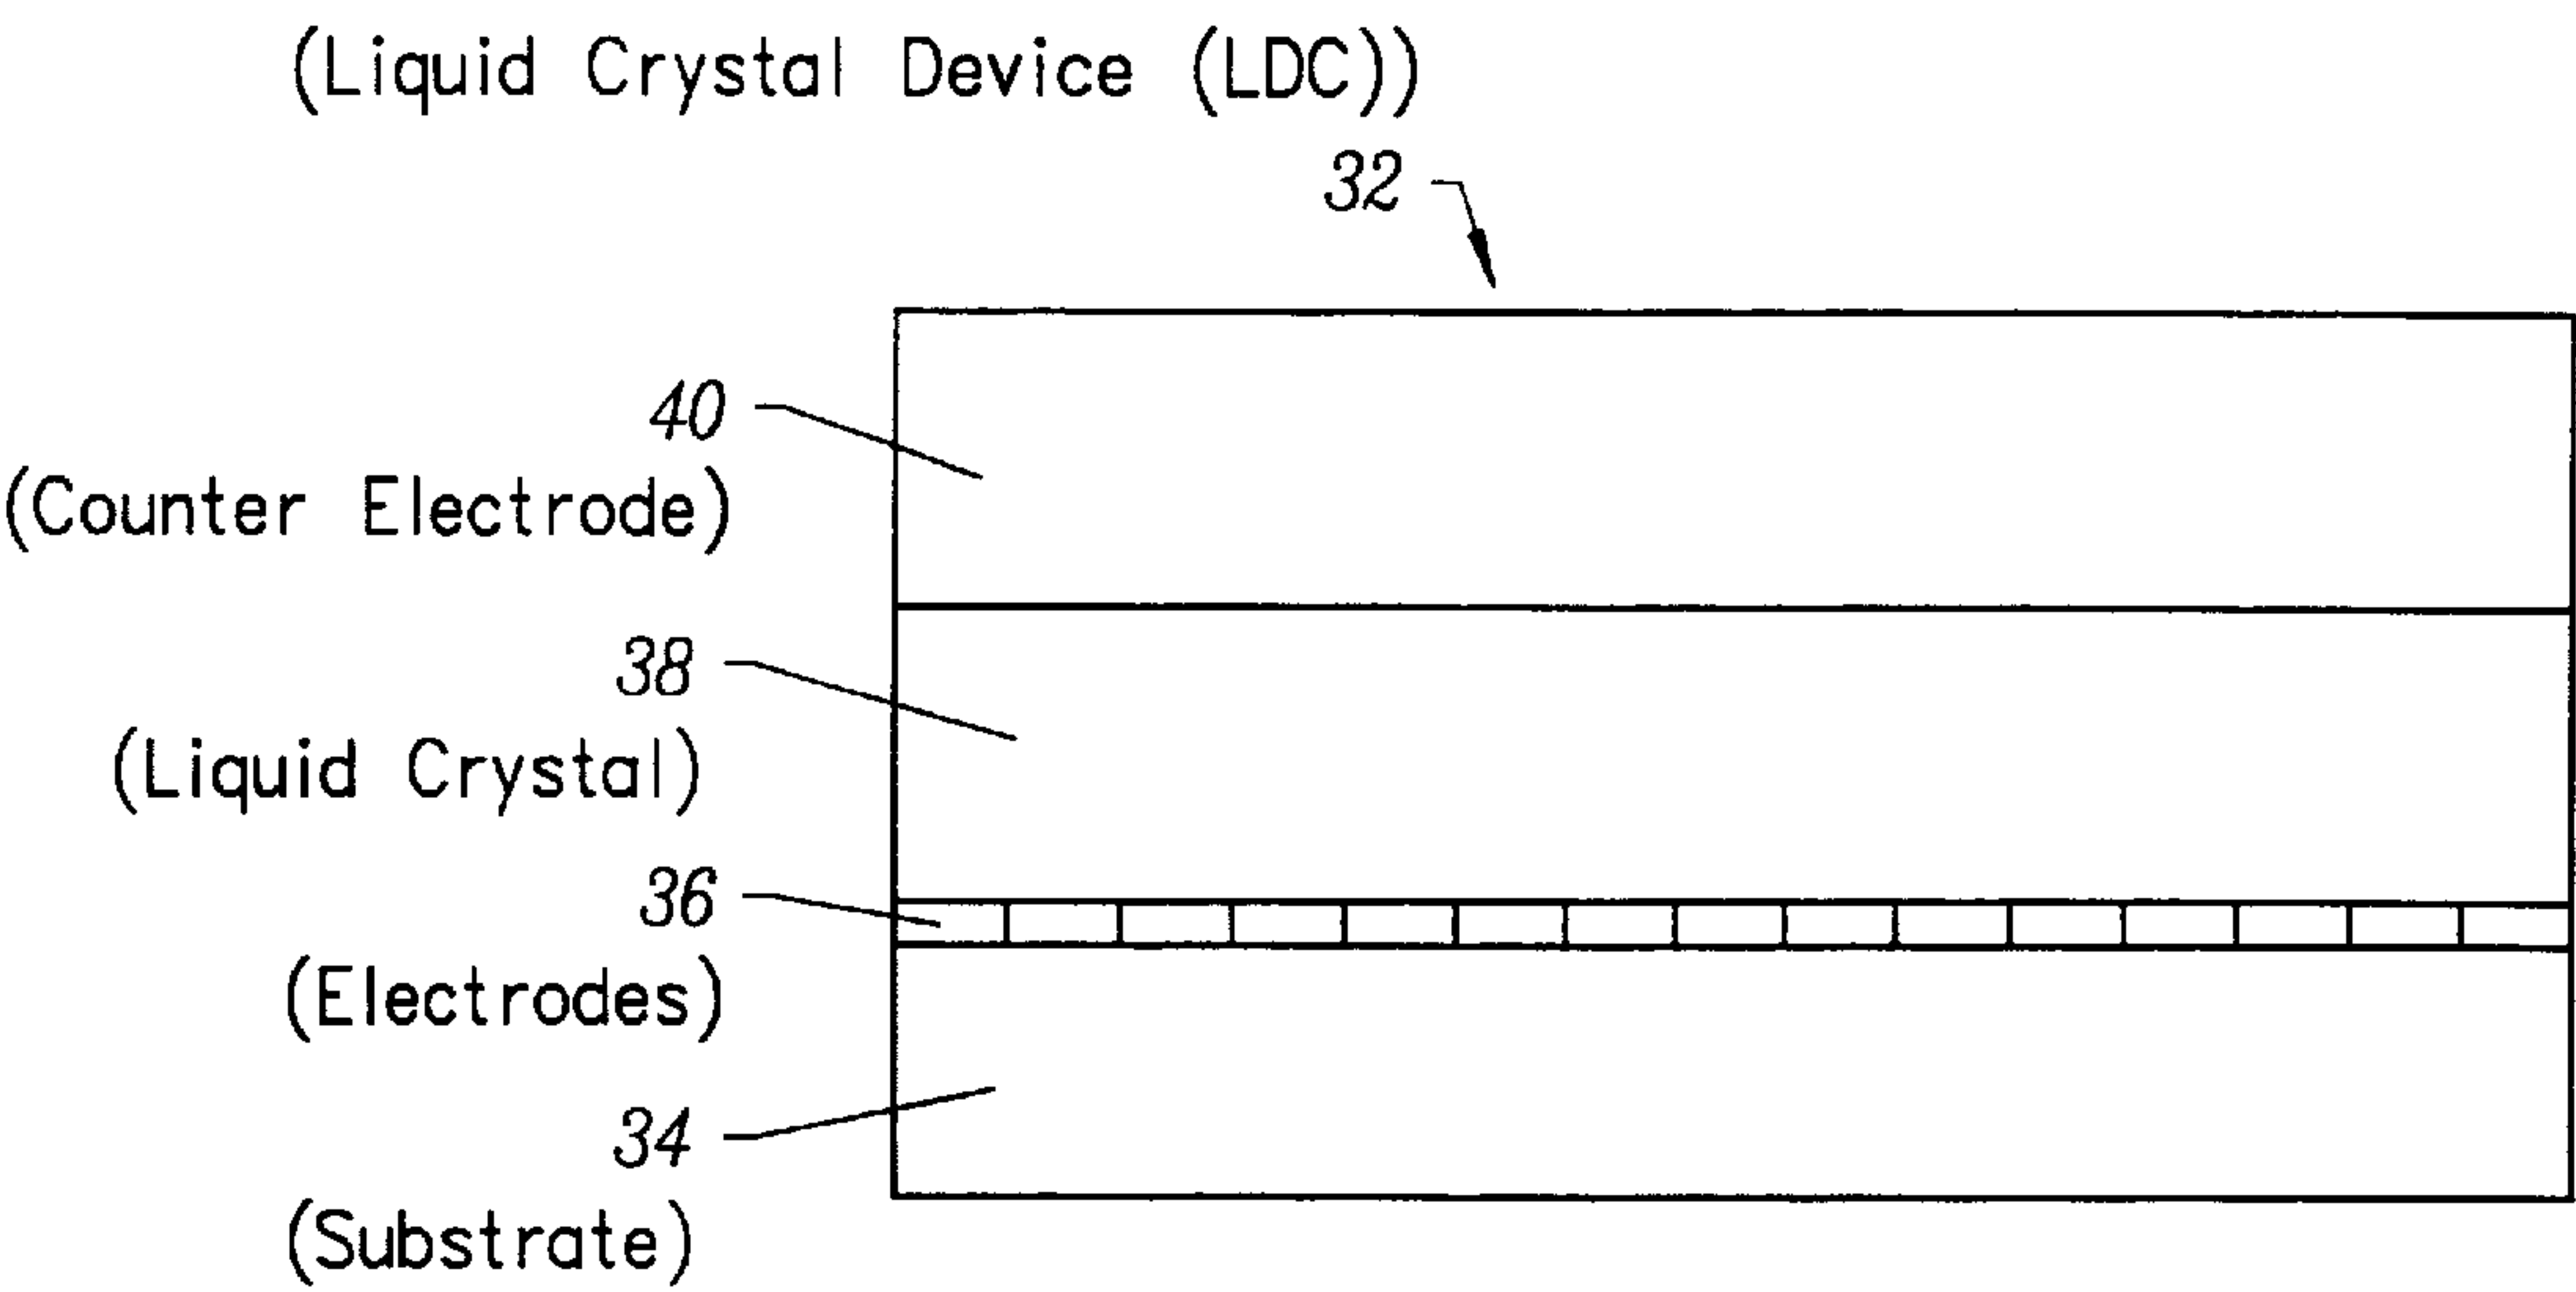 (Liquid Crystal Device (LDC))
32
40
(Counter Electrode)
38
(Liquid Crystal)
36
(Electrodes)
34
(Substrate)